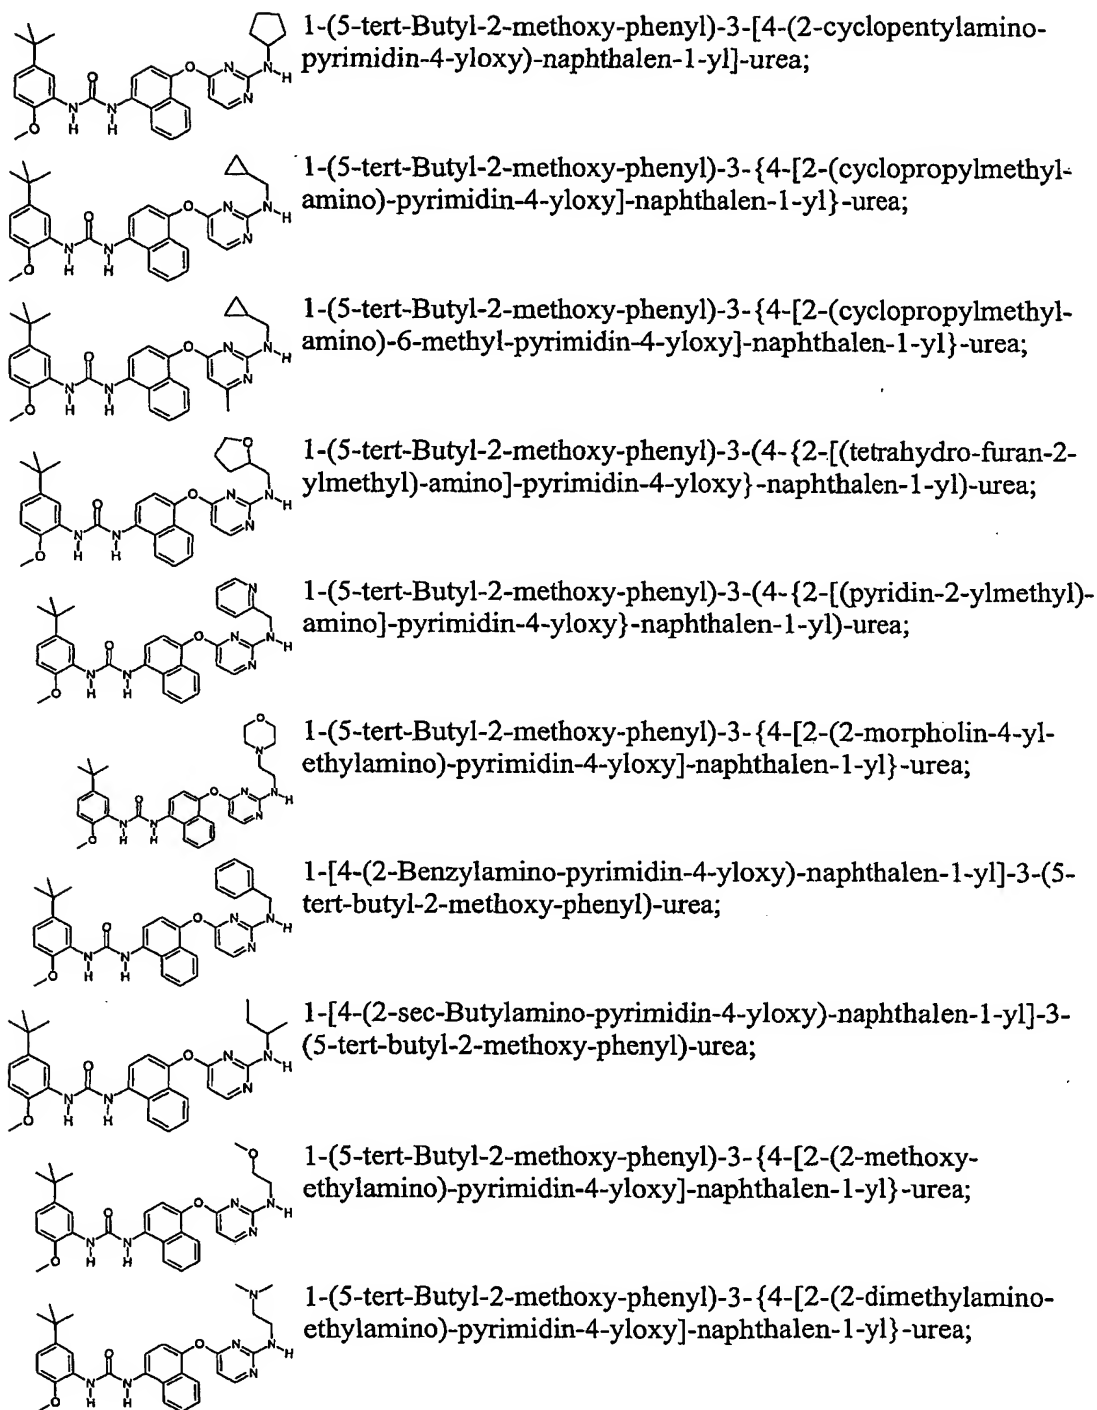 1-(5-tert-Butyl-2-methoxy-phenyl)-3-[4-(2-cyclopentylamino-
pyrimidin-4-yloxy)-naphthalen-1-yl]-urea;
1-(5-tert-Butyl-2-methoxy-phenyl)-3-{4-[2-(cyclopropylmethyl-
amino)-pyrimidin-4-yloxy]-naphthalen-1-yl}-urea;
1-(5-tert-Butyl-2-methoxy-phenyl)-3-{4-[2-(cyclopropylmethyl-
amino)-6-methyl-pyrimidin-4-yloxy]-naphthalen-1-yl}-urea;
1-(5-tert-Butyl-2-methoxy-phenyl)-3-(4-{2-[(tetrahydro-furan-2-
ylmethyl)-amino]-pyrimidin-4-yloxy}-naphthalen-1-yl)-urea;
1-(5-tert-Butyl-2-methoxy-phenyl)-3-(4-{2-[(pyridin-2-ylmethyl)-
amino]-pyrimidin-4-yloxy}-naphthalen-1-yl)-urea;
1-(5-tert-Butyl-2-methoxy-phenyl)-3-{4-[2-(2-morpholin-4-yl-
ethylamino)-pyrimidin-4-yloxy]-naphthalen-1-yl}-urea;
1-[4-(2-Benzylamino-pyrimidin-4-yloxy)-naphthalen-1-yl]-3-(5-
tert-butyl-2-methoxy-phenyl)-urea;
1-[4-(2-sec-Butylamino-pyrimidin-4-yloxy)-naphthalen-1-yl]-3-
(5-tert-butyl-2-methoxy-phenyl)-urea;
1-(5-tert-Butyl-2-methoxy-phenyl)-3-{4-[2-(2-methoxy-
ethylamino)-pyrimidin-4-yloxy]-naphthalen-1-yl}-urea;
1-(5-tert-Butyl-2-methoxy-phenyl)-3-{4-[2-(2-dimethylamino-
ethylamino)-pyrimidin-4-yloxy]-naphthalen-1-yl}-urea;